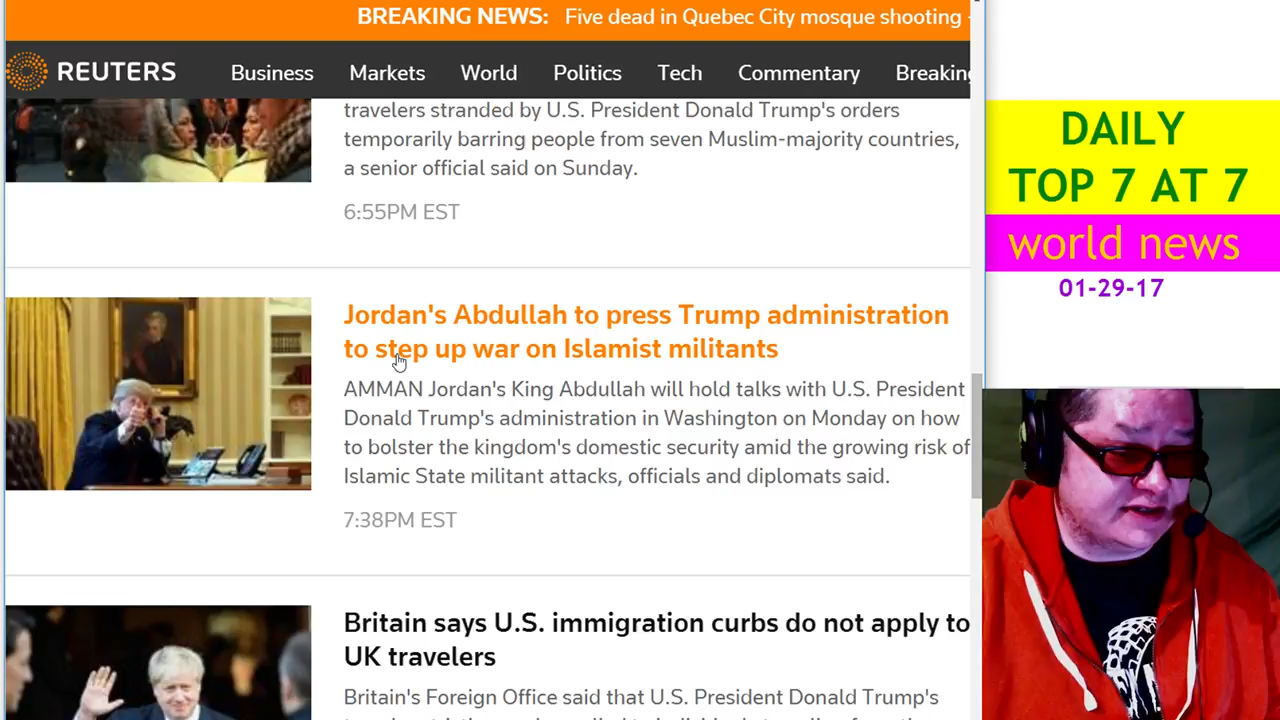 BREAKING NEWS: Five dead in Quebec City mosque shooting
REUTERS Business Markets World Politics Tech Commentary Breaking
travelers stranded by U.S. President Donald Trump's orders
temporarily barring people from seven Muslim-majority countries,
a senior official said on Sunday.
6:55PM EST
Jordan's Abdullah to press Trump administration
to step up war on Islamist militants
AMMAN Jordan's King Abdullah will hold talks with U.S. President
Donald Trump's administration in Washington on Monday on how
to bolster the kingdom's domestic security amid the growing risk of
Islamic State militant attacks, officials and diplomats said.
7:38PM EST
Britain says U.S. immigration curbs do not apply to
UK travelers
Britain's Foreign Office said that U.S. President Donald Trump's
DAILY
TOP 7 AT 7
world news
01-29-17